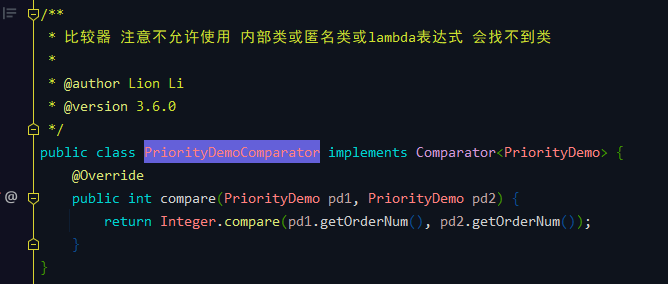 /**
 * 比较器 注意不允许使用 内部类或匿名类或lambda表达式 会找不到类
 *
 * @author Lion Li
 * @version 3.6.0
 */
public class PriorityDemoComparator implements Comparator<PriorityDemo> {
    @Override
    public int compare(PriorityDemo pd1, PriorityDemo pd2) {
        return Integer.compare(pd1.getOrderNum(), pd2.getOrderNum());
    }
}